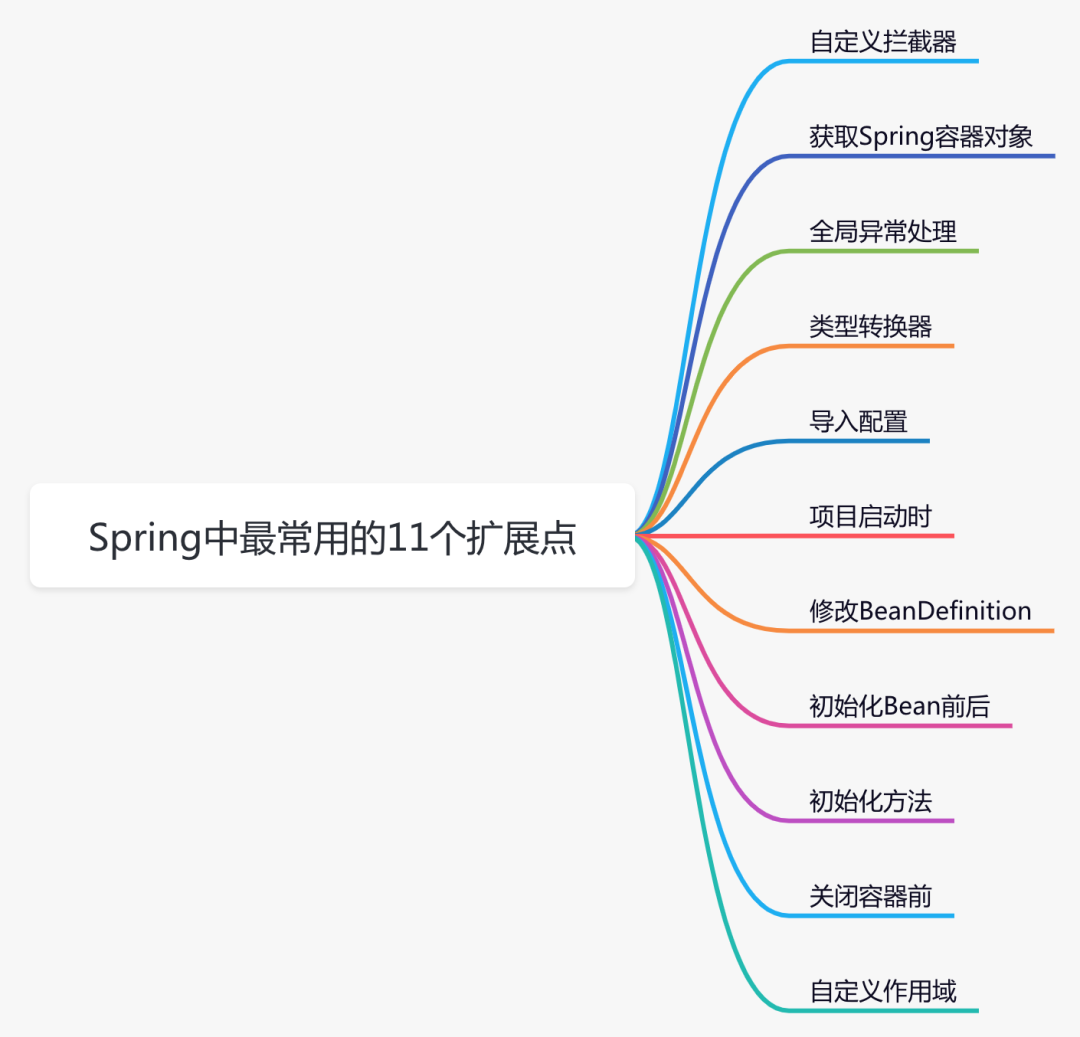 自定义拦截器
获取Spring容器对象
全局异常处理
类型转换器
导入配置
Spring中最常用的11个扩展点
项目启动时
修改BeanDefinition
初始化Bean前后
初始化方法
关闭容器前
自定义作用域